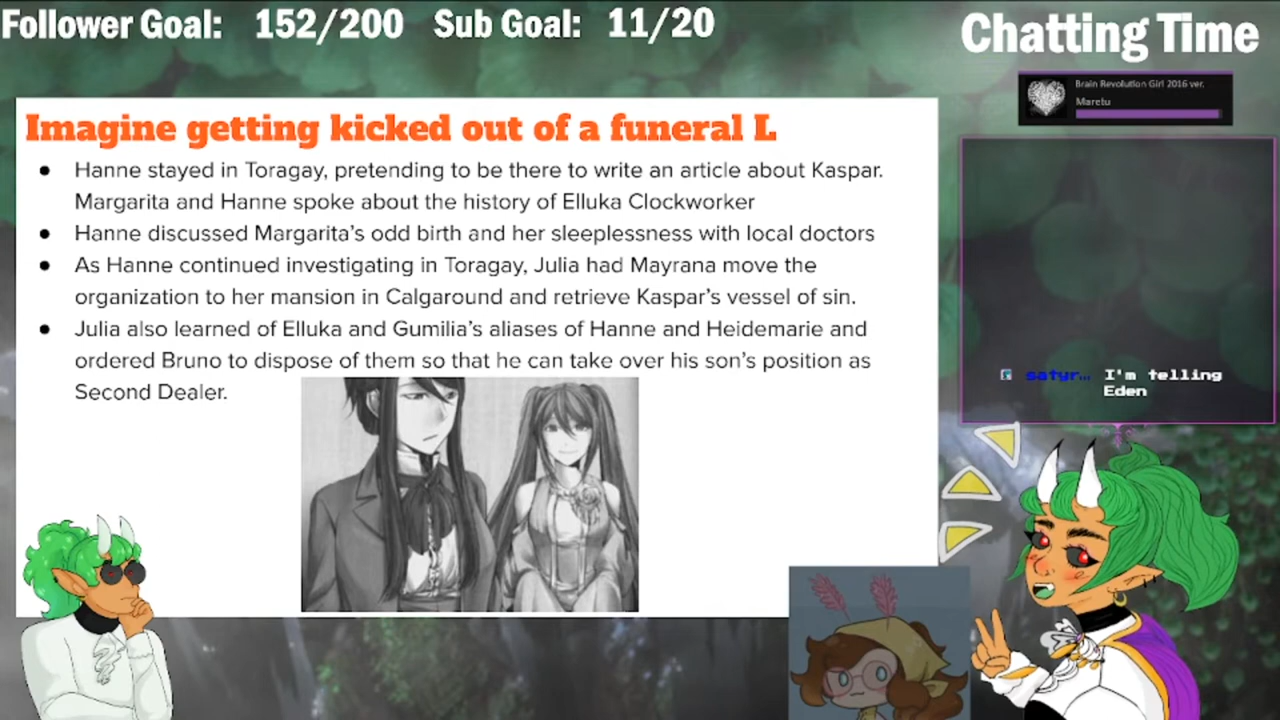 Follower Goal: 152/200 Sub Goal: 11/20
Chatting Time
Brain Revolution Girl 2016 ver.
Maretu
Imagine getting kicked out of a funeral L
● Hanne stayed in Toragay, pretending to be there to write an article about Kaspar.
Margarita and Hanne spoke about the history of Elluka Clockworker
● Hanne discussed Margarita’s odd birth and her sleeplessness with local doctors
● As Hanne continued investigating in Toragay, Julia had Mayrana move the
organization to her mansion in Calgaround and retrieve Kaspar’s vessel of sin.
● Julia also learned of Elluka and Gumilia’s aliases of Hanne and Heidemarie and
ordered Bruno to dispose of them so that he can take over his son’s position as
Second Dealer.
satyr... I'm telling
Eden